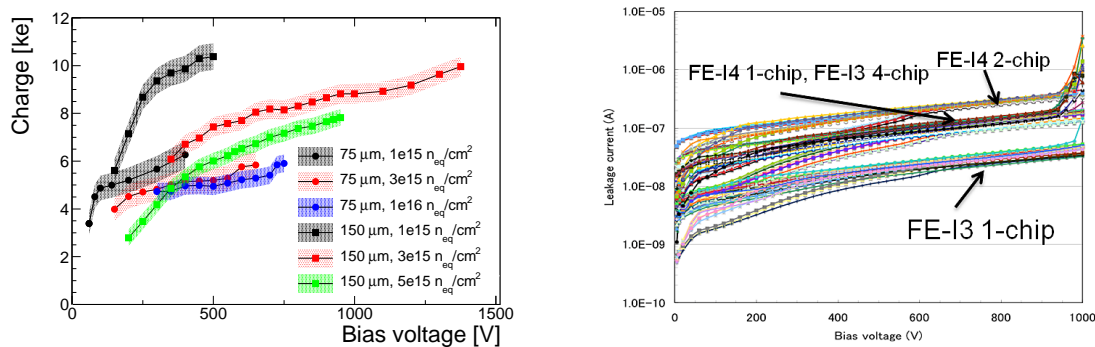 Charge [ke]
12
10
8
6
4
2
0
0 500 1000 1500
Bias voltage [V]
75 μm, 1e15 n_eq/cm²
75 μm, 3e15 n_eq/cm²
75 μm, 1e16 n_eq/cm²
150 μm, 1e15 n_eq/cm²
150 μm, 3e15 n_eq/cm²
150 μm, 5e15 n_eq/cm²
Leakage current (A)
1.0E-05
1.0E-06
1.0E-07
1.0E-08
1.0E-09
1.0E-10
0 200 400 600 800 1000
Bias voltage (V)
FE-I4 2-chip
FE-I4 1-chip, FE-I3 4-chip
FE-I3 1-chip